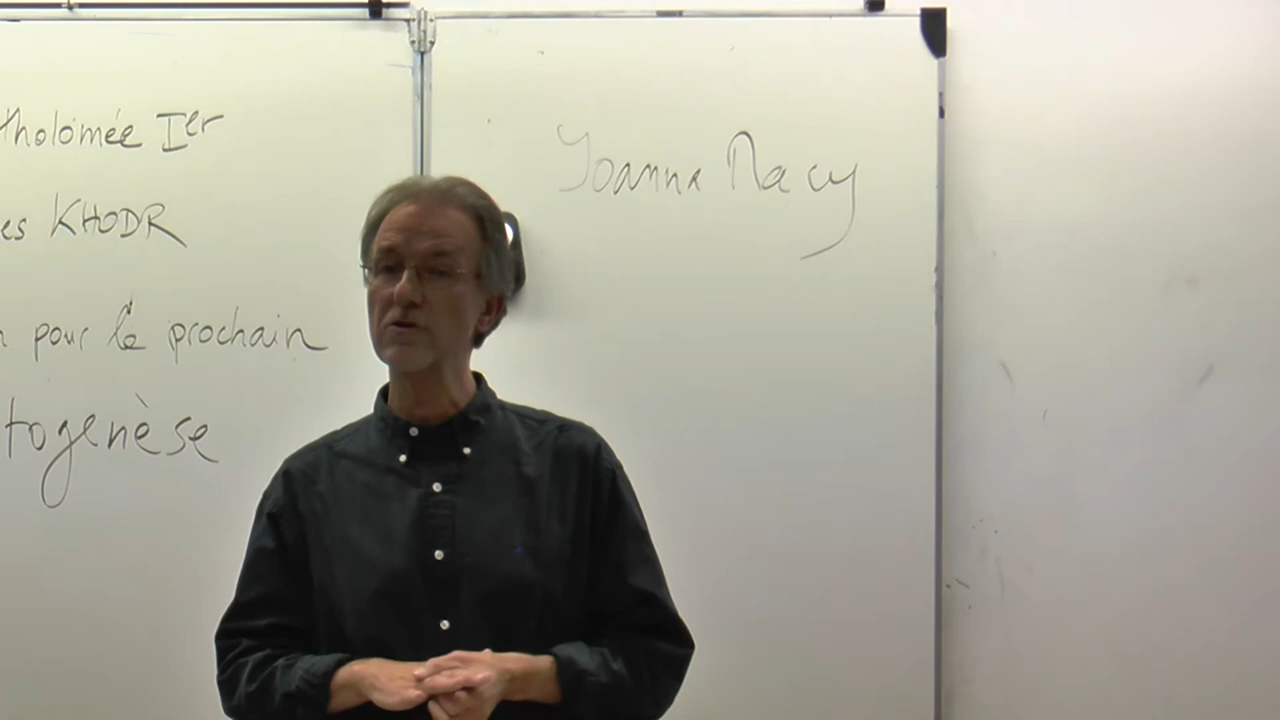 tholomée Ier
es KHODR
pour le prochain
togenèse
Joanna Macy